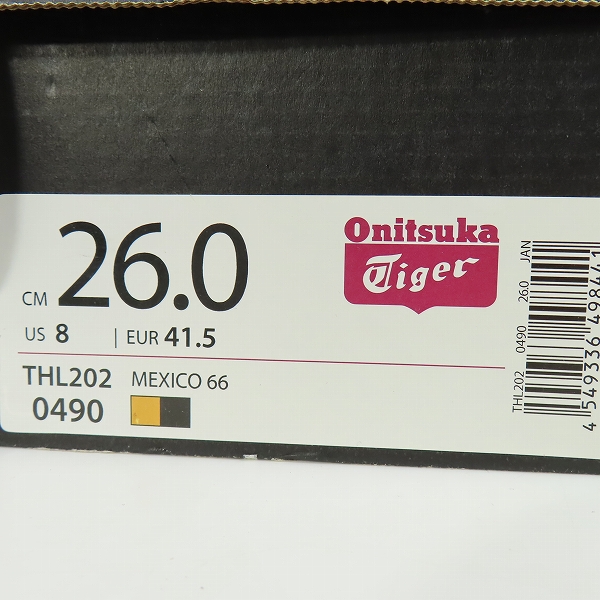 Onitsuka
Tiger
CM 26.0
US 8 | EUR 41.5
THL202 MEXICO 66
0490
THL202 0490 26.0 JAN
4 549336 498441